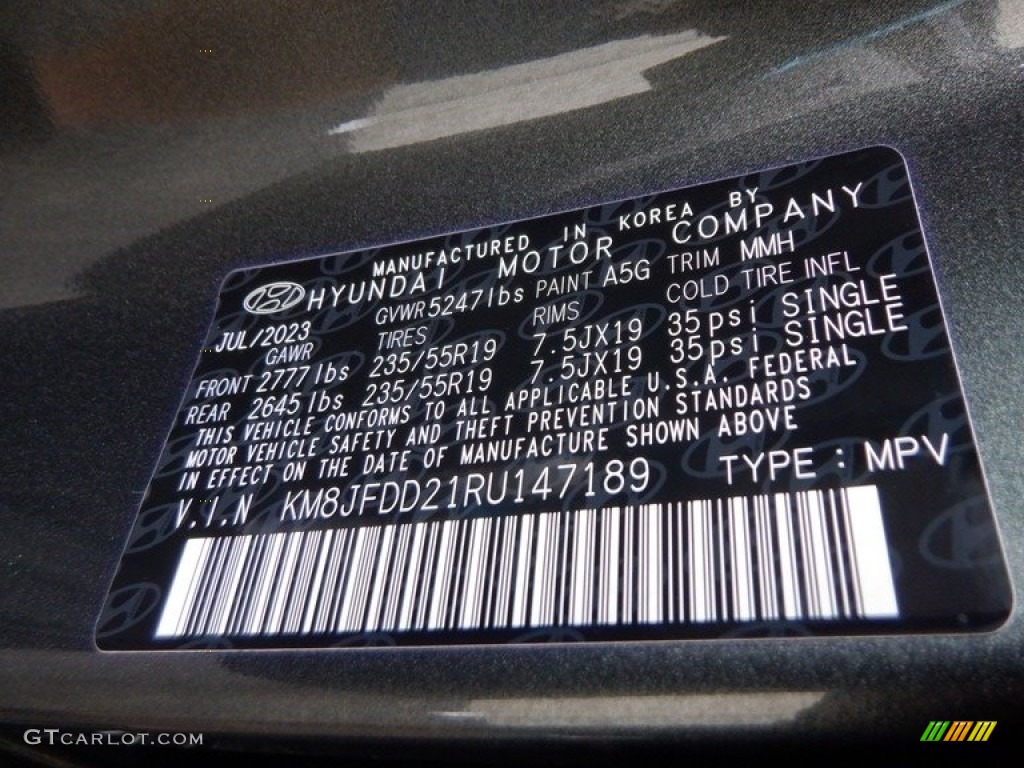 MANUFACTURED IN KOREA BY
HYUNDAI MOTOR COMPANY
JUL/2023 GVWR 5247lbs PAINT A5G TRIM MMH
GAWR TIRES RIMS COLD TIRE INFL
FRONT 2777lbs 235/55R19 7.5JX19 35psi SINGLE
REAR 2645lbs 235/55R19 7.5JX19 35psi SINGLE
THIS VEHICLE CONFORMS TO ALL APPLICABLE U.S.A. FEDERAL
MOTOR VEHICLE SAFETY AND THEFT PREVENTION STANDARDS
IN EFFECT ON THE DATE OF MANUFACTURE SHOWN ABOVE
V.I.N KM8JFDD21RU147189 TYPE : MPV
GTCARLOT.COM